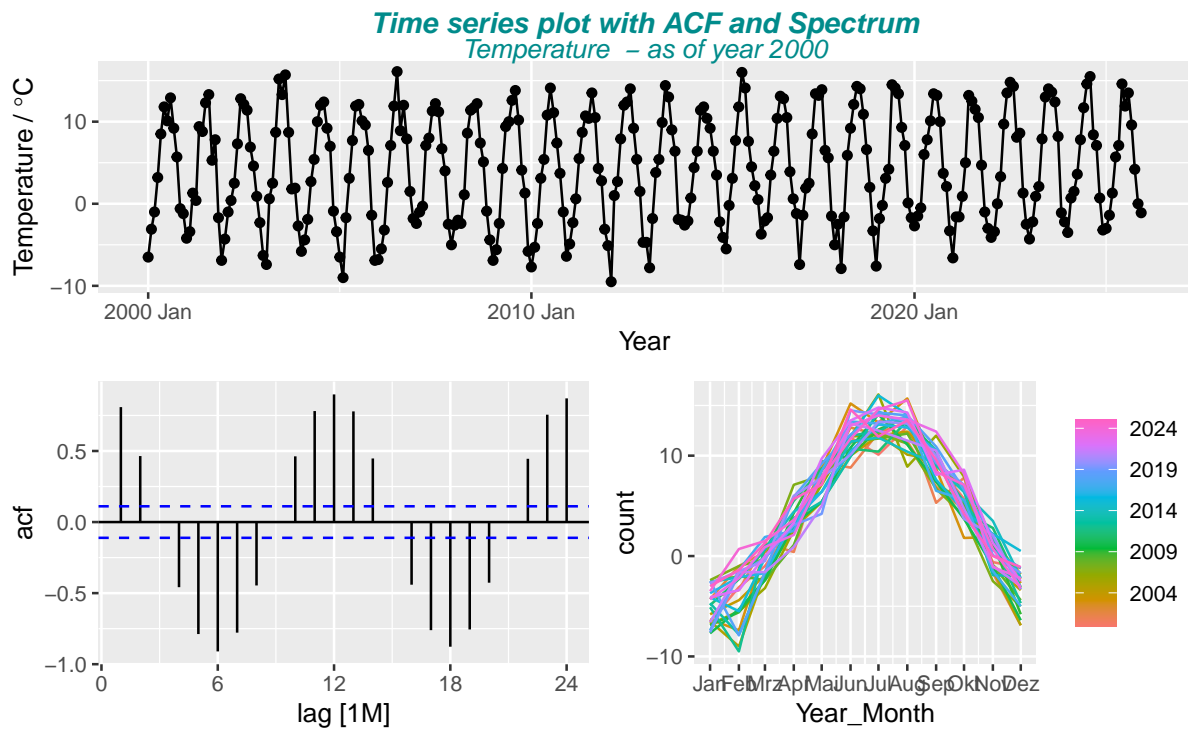 Time series plot with ACF and Spectrum
Temperature  – as of year 2000
Temperature / °C
10
0
−10
2000 Jan
2010 Jan
2020 Jan
Year
acf
0.5
0.0
−0.5
−1.0
0
6
12
18
24
lag [1M]
count
10
0
−10
Jan
Feb
Mrz
Apr
Mai
Jun
Jul
Aug
Sep
Okt
Nov
Dez
Year_Month
2024
2019
2014
2009
2004